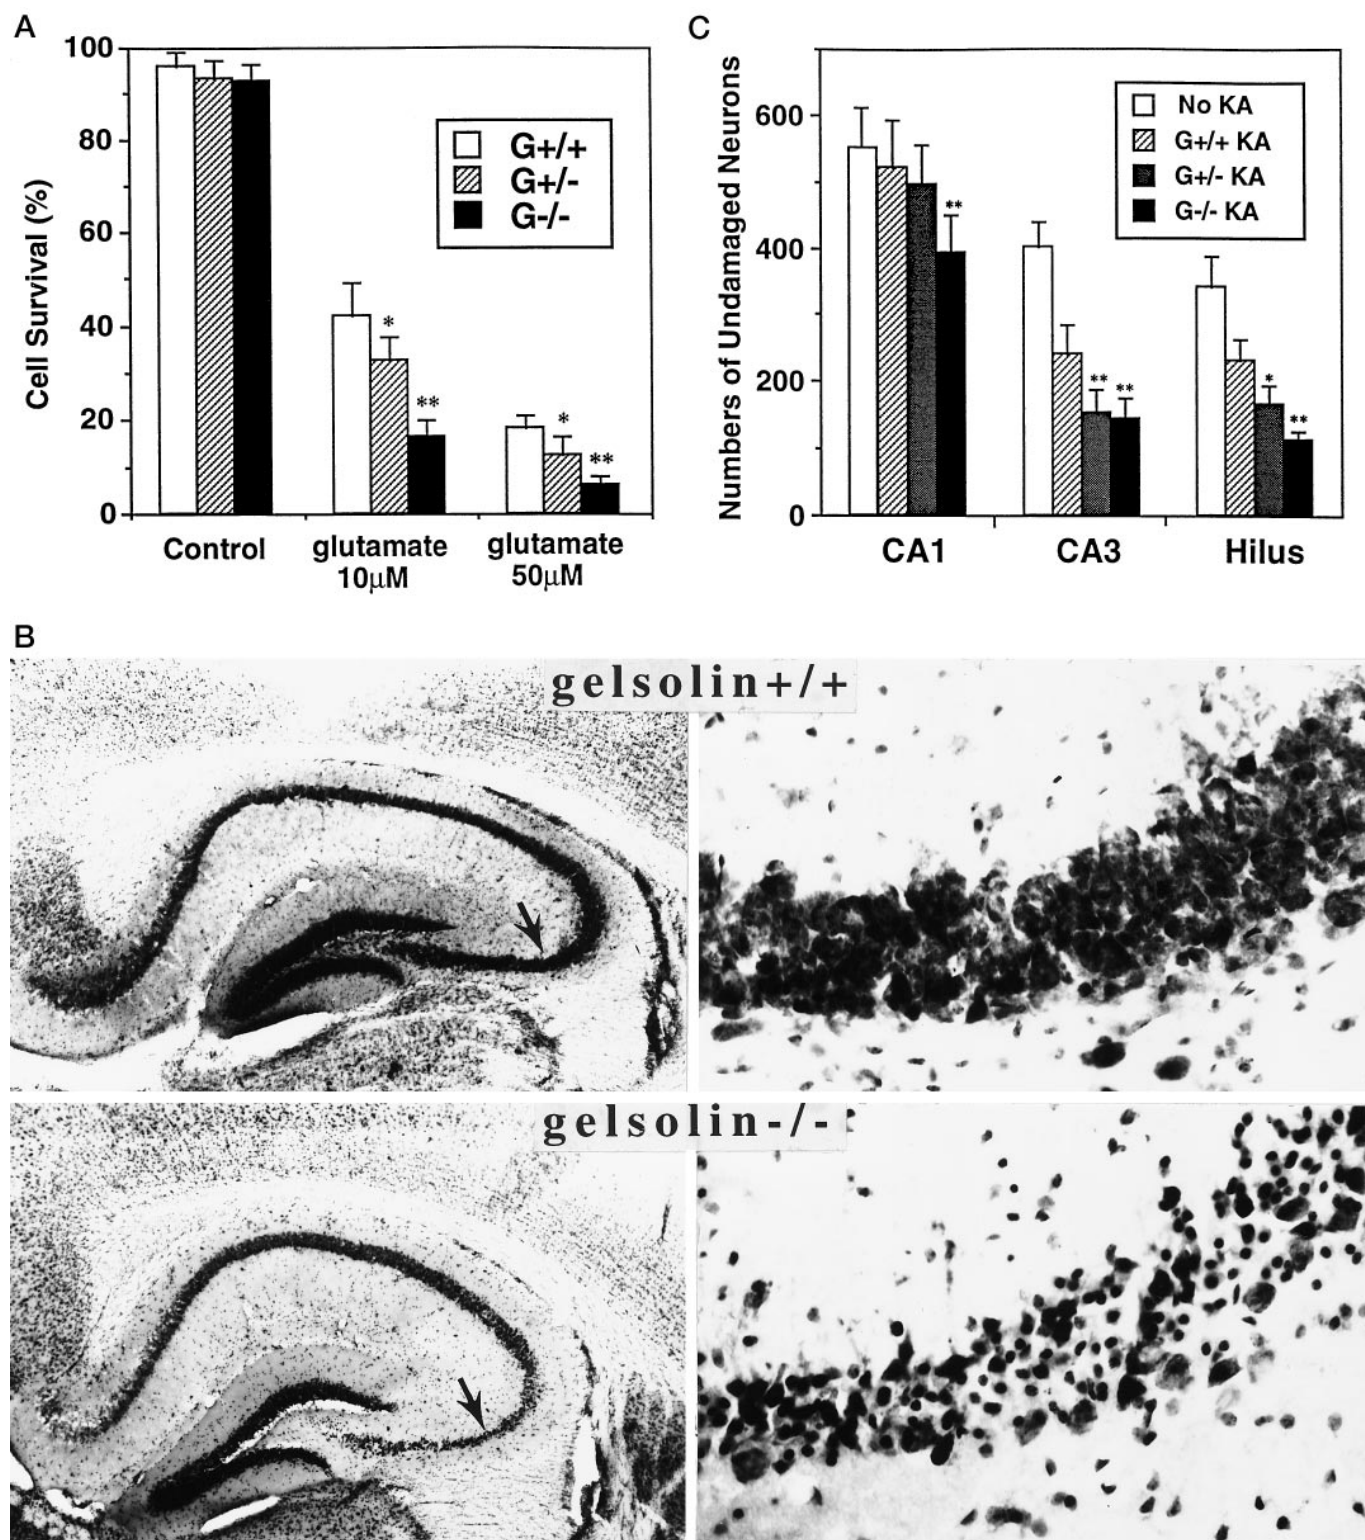 A
100
80
60
40
20
0
Cell Survival (%)
G+/+
G+/-
G-/-
*
**
*
**
Control
glutamate
10μM
glutamate
50μM
C
600
400
200
0
Numbers of Undamaged Neurons
No KA
G+/+ KA
G+/- KA
G-/- KA
**
**
**
*
**
CA1
CA3
Hilus
B
gelsolin+/+
gelsolin-/-